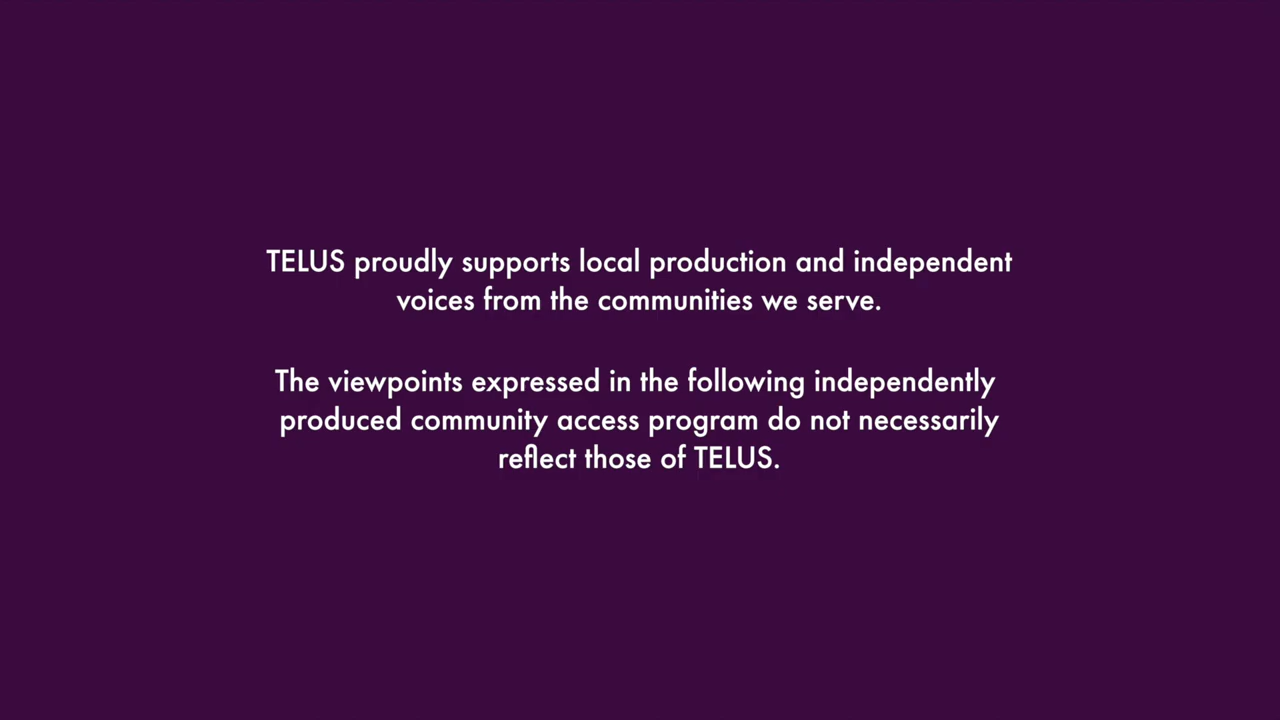 TELUS proudly supports local production and independent
voices from the communities we serve.
The viewpoints expressed in the following independently
produced community access program do not necessarily
reflect those of TELUS.